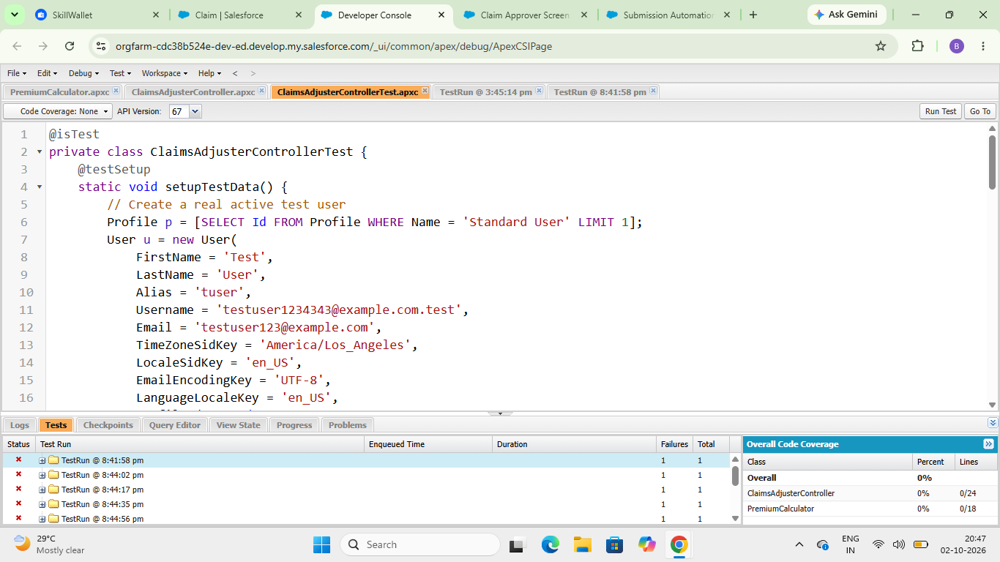 SkillWallet
Claim | Salesforce
Developer Console
Claim Approver Screen
Submission Automation
Ask Gemini
orgfarm-cdc38b524e-dev-ed.develop.my.salesforce.com/_ui/common/apex/debug/ApexCSIPage
B
File Edit Debug Test Workspace Help < >
PremiumCalculator.apxc ClaimsAdjusterController.apxc ClaimsAdjusterControllerTest.apxc TestRun @ 3:45:14 pm TestRun @ 8:41:58 pm
Code Coverage: None API Version: 67 Run Test Go To
1 @isTest
2 private class ClaimsAdjusterControllerTest {
3 @testSetup
4 static void setupTestData() {
5 // Create a real active test user
6 Profile p = [SELECT Id FROM Profile WHERE Name = 'Standard User' LIMIT 1];
7 User u = new User(
8 FirstName = 'Test',
9 LastName = 'User',
10 Alias = 'tuser',
11 Username = 'testuser1234343@example.com.test',
12 Email = 'testuser123@example.com',
13 TimeZoneSidKey = 'America/Los_Angeles',
14 LocaleSidKey = 'en_US',
15 EmailEncodingKey = 'UTF-8',
16 LanguageLocaleKey = 'en_US',
Logs Tests Checkpoints Query Editor View State Progress Problems
Status Test Run Enqueued Time Duration Failures Total
TestRun @ 8:41:58 pm 1 1
TestRun @ 8:44:02 pm 1 1
TestRun @ 8:44:17 pm 1 1
TestRun @ 8:44:35 pm 1 1
TestRun @ 8:44:56 pm 1 1
Overall Code Coverage
Class Percent Lines
Overall 0%
ClaimsAdjusterController 0% 0/24
PremiumCalculator 0% 0/18
29°C
Mostly clear
Search
ENG
IN
20:47
02-10-2026